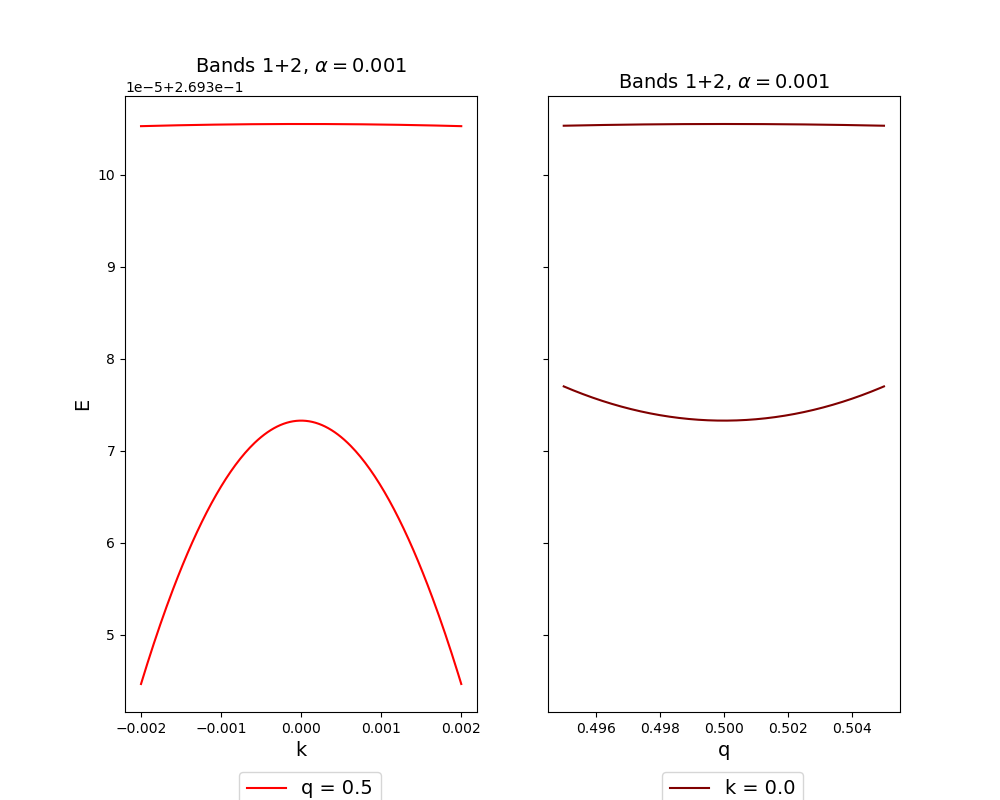 Bands 1+2, α = 0.001
1e−5+2.693e−1
10
9
8
7
6
5
E
−0.002
−0.001
0.000
0.001
0.002
k
q = 0.5
Bands 1+2, α = 0.001
0.496
0.498
0.500
0.502
0.504
q
k = 0.0